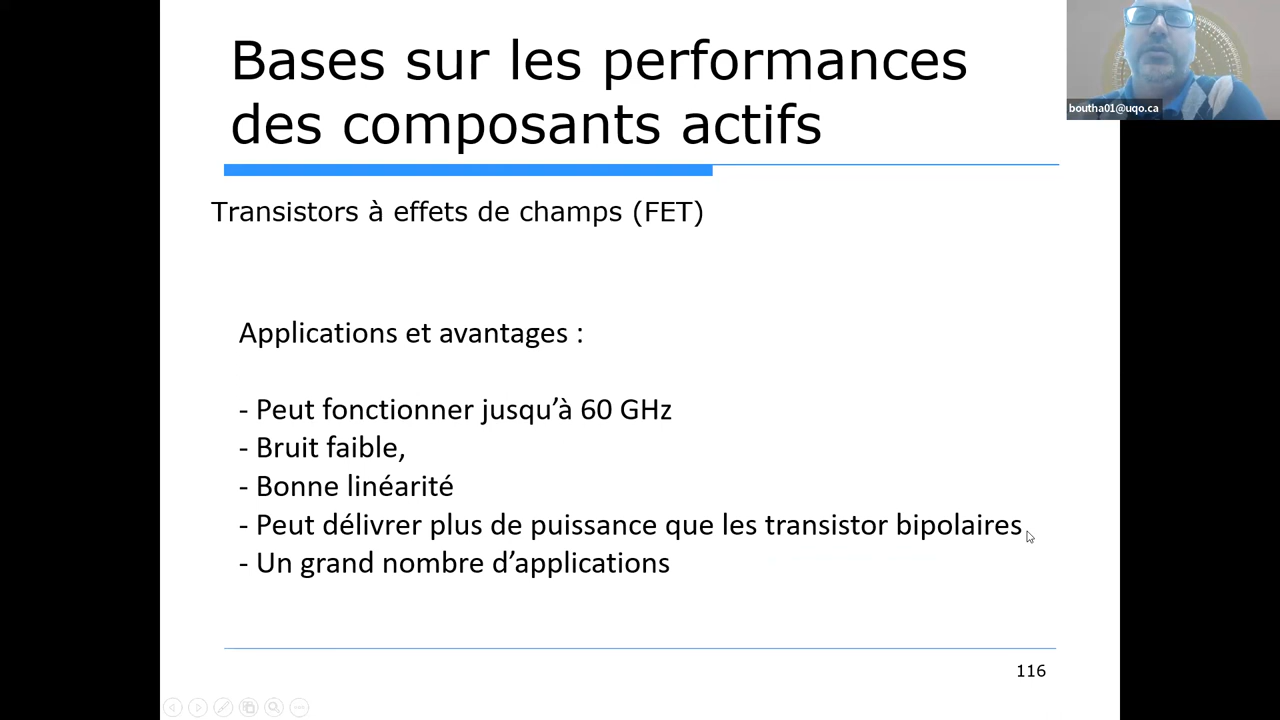 Bases sur les performances
des composants actifs
boutha01@uqo.ca
Transistors à effets de champs (FET)
Applications et avantages :
- Peut fonctionner jusqu’à 60 GHz
- Bruit faible,
- Bonne linéarité
- Peut délivrer plus de puissance que les transistor bipolaires
- Un grand nombre d’applications
116